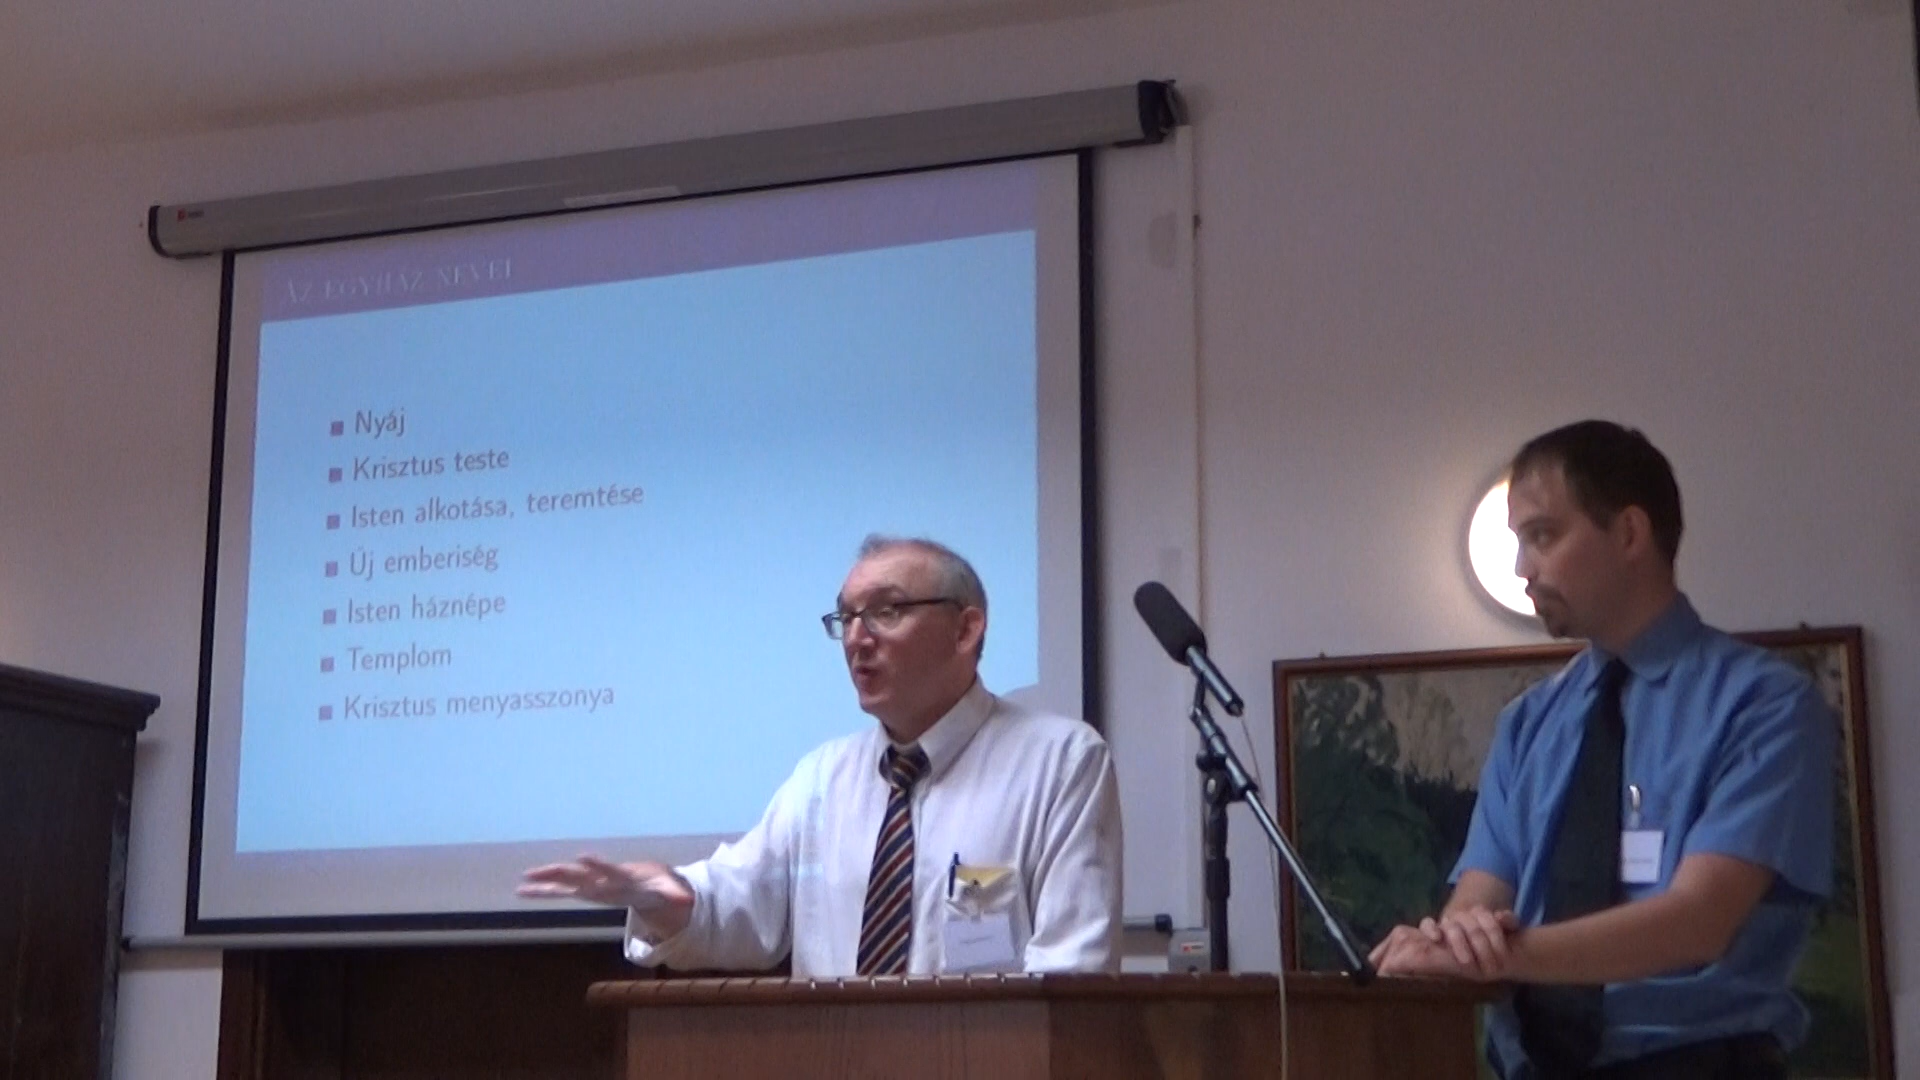 AZ EGYHÁZ NEVEI
Nyáj
Krisztus teste
Isten alkotása, teremtése
Új emberiség
Isten háznépe
Templom
Krisztus menyasszonya